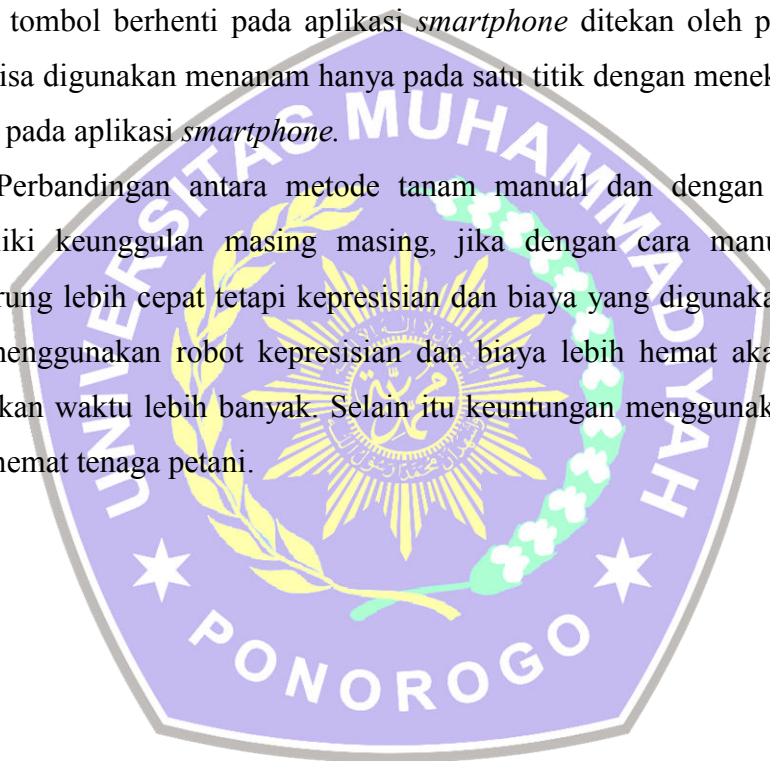 tombol berhenti pada aplikasi smartphone ditekan oleh p
isa digunakan menanam hanya pada satu titik dengan menek
pada aplikasi smartphone.
Perbandingan antara metode tanam manual dan dengan
liki keunggulan masing masing, jika dengan cara manu
rung lebih cepat tetapi kepresisian dan biaya yang digunaka
menggunakan robot kepresisian dan biaya lebih hemat aka
kan waktu lebih banyak. Selain itu keuntungan menggunak
hemat tenaga petani.
UNIVERSITAS MUHAMMADIYAH
PONOROGO